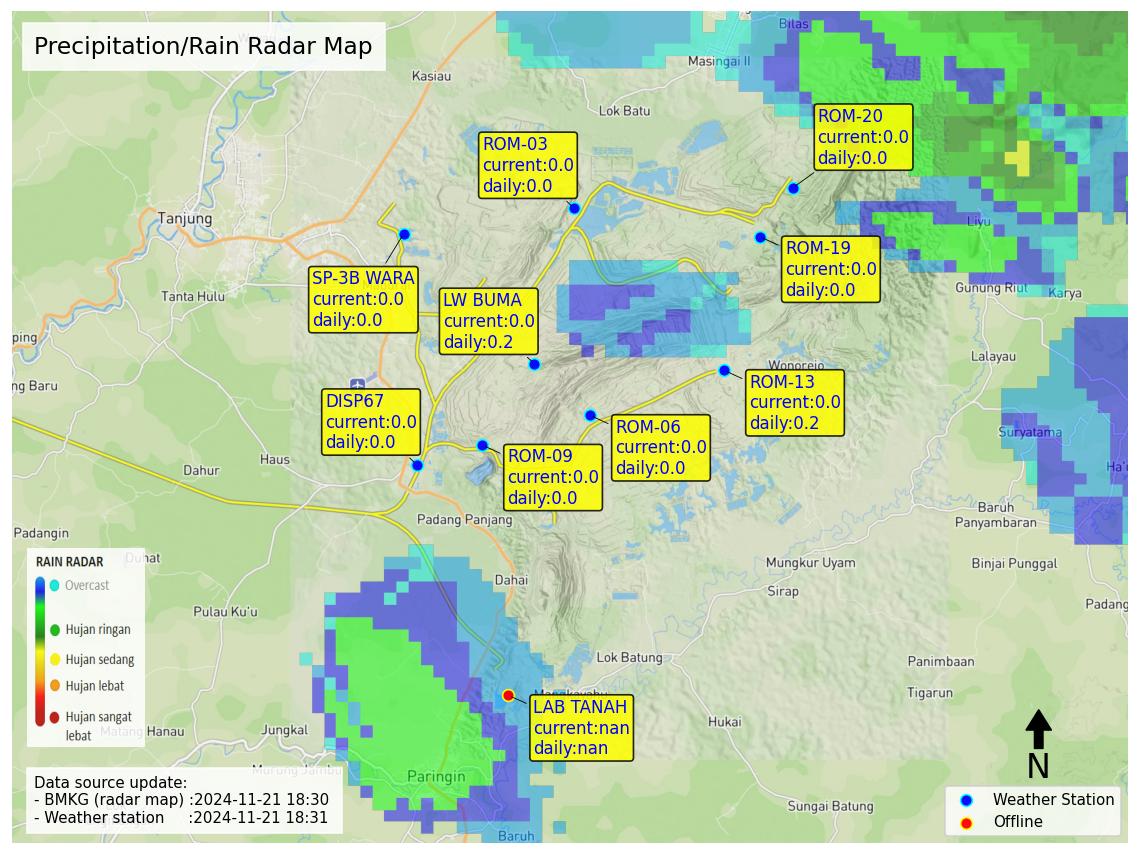 Precipitation/Rain Radar Map
Bilas
Masingai II
Kasiau
Lok Batu
ROM-20
current:0.0
daily:0.0
ROM-03
current:0.0
daily:0.0
Tanjung
Liyu
ROM-19
current:0.0
daily:0.0
SP-3B WARA
current:0.0
daily:0.0
Tanta Hulu
LW BUMA
current:0.0
daily:0.2
Gunung Riut
Karya
ping
Lalayau
Wonorejo
ng Baru
ROM-13
current:0.0
daily:0.2
DISP67
current:0.0
daily:0.0
ROM-06
current:0.0
daily:0.0
Suryatama
ROM-09
current:0.0
daily:0.0
Haus
Dahur
Ha'u
Baruh
Panyambaran
Padang Panjang
Padangin
Duhat
Mungkur Uyam
Binjai Punggal
Dahai
Sirap
Padang
Pulau Ku'u
RAIN RADAR
Overcast
Hujan ringan
Hujan sedang
Hujan lebat
Hujan sangat
lebat
Lok Batung
Panimbaan
Tigarun
LAB TANAH
current:nan
daily:nan
Hukai
Matang Hanau
Jungkal
Murung Jambu
Paringin
N
Sungai Batung
Baruh
Data source update:
- BMKG (radar map) :2024-11-21 18:30
- Weather station :2024-11-21 18:31
Weather Station
Offline